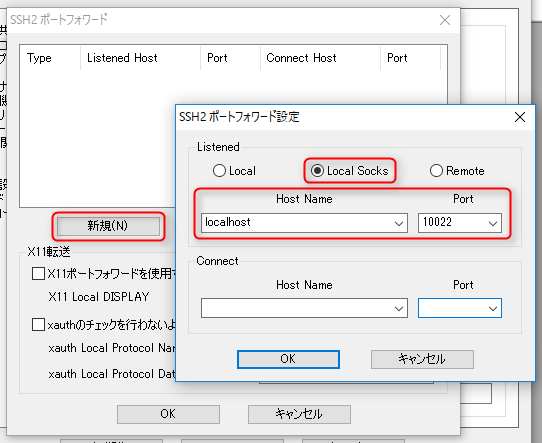 SSH2 ポートフォワード
Type Listened Host Port Connect Host Port
新規(N)
X11転送
X11ポートフォワードを使用す
X11 Local DISPLAY
xauthのチェックを行わないよ
xauth Local Protocol Nar
xauth Local Protocol Dat
OK キャンセル
SSH2 ポートフォワード設定
Listened
Local Local Socks Remote
Host Name Port
localhost 10022
Connect
Host Name Port
OK キャンセル